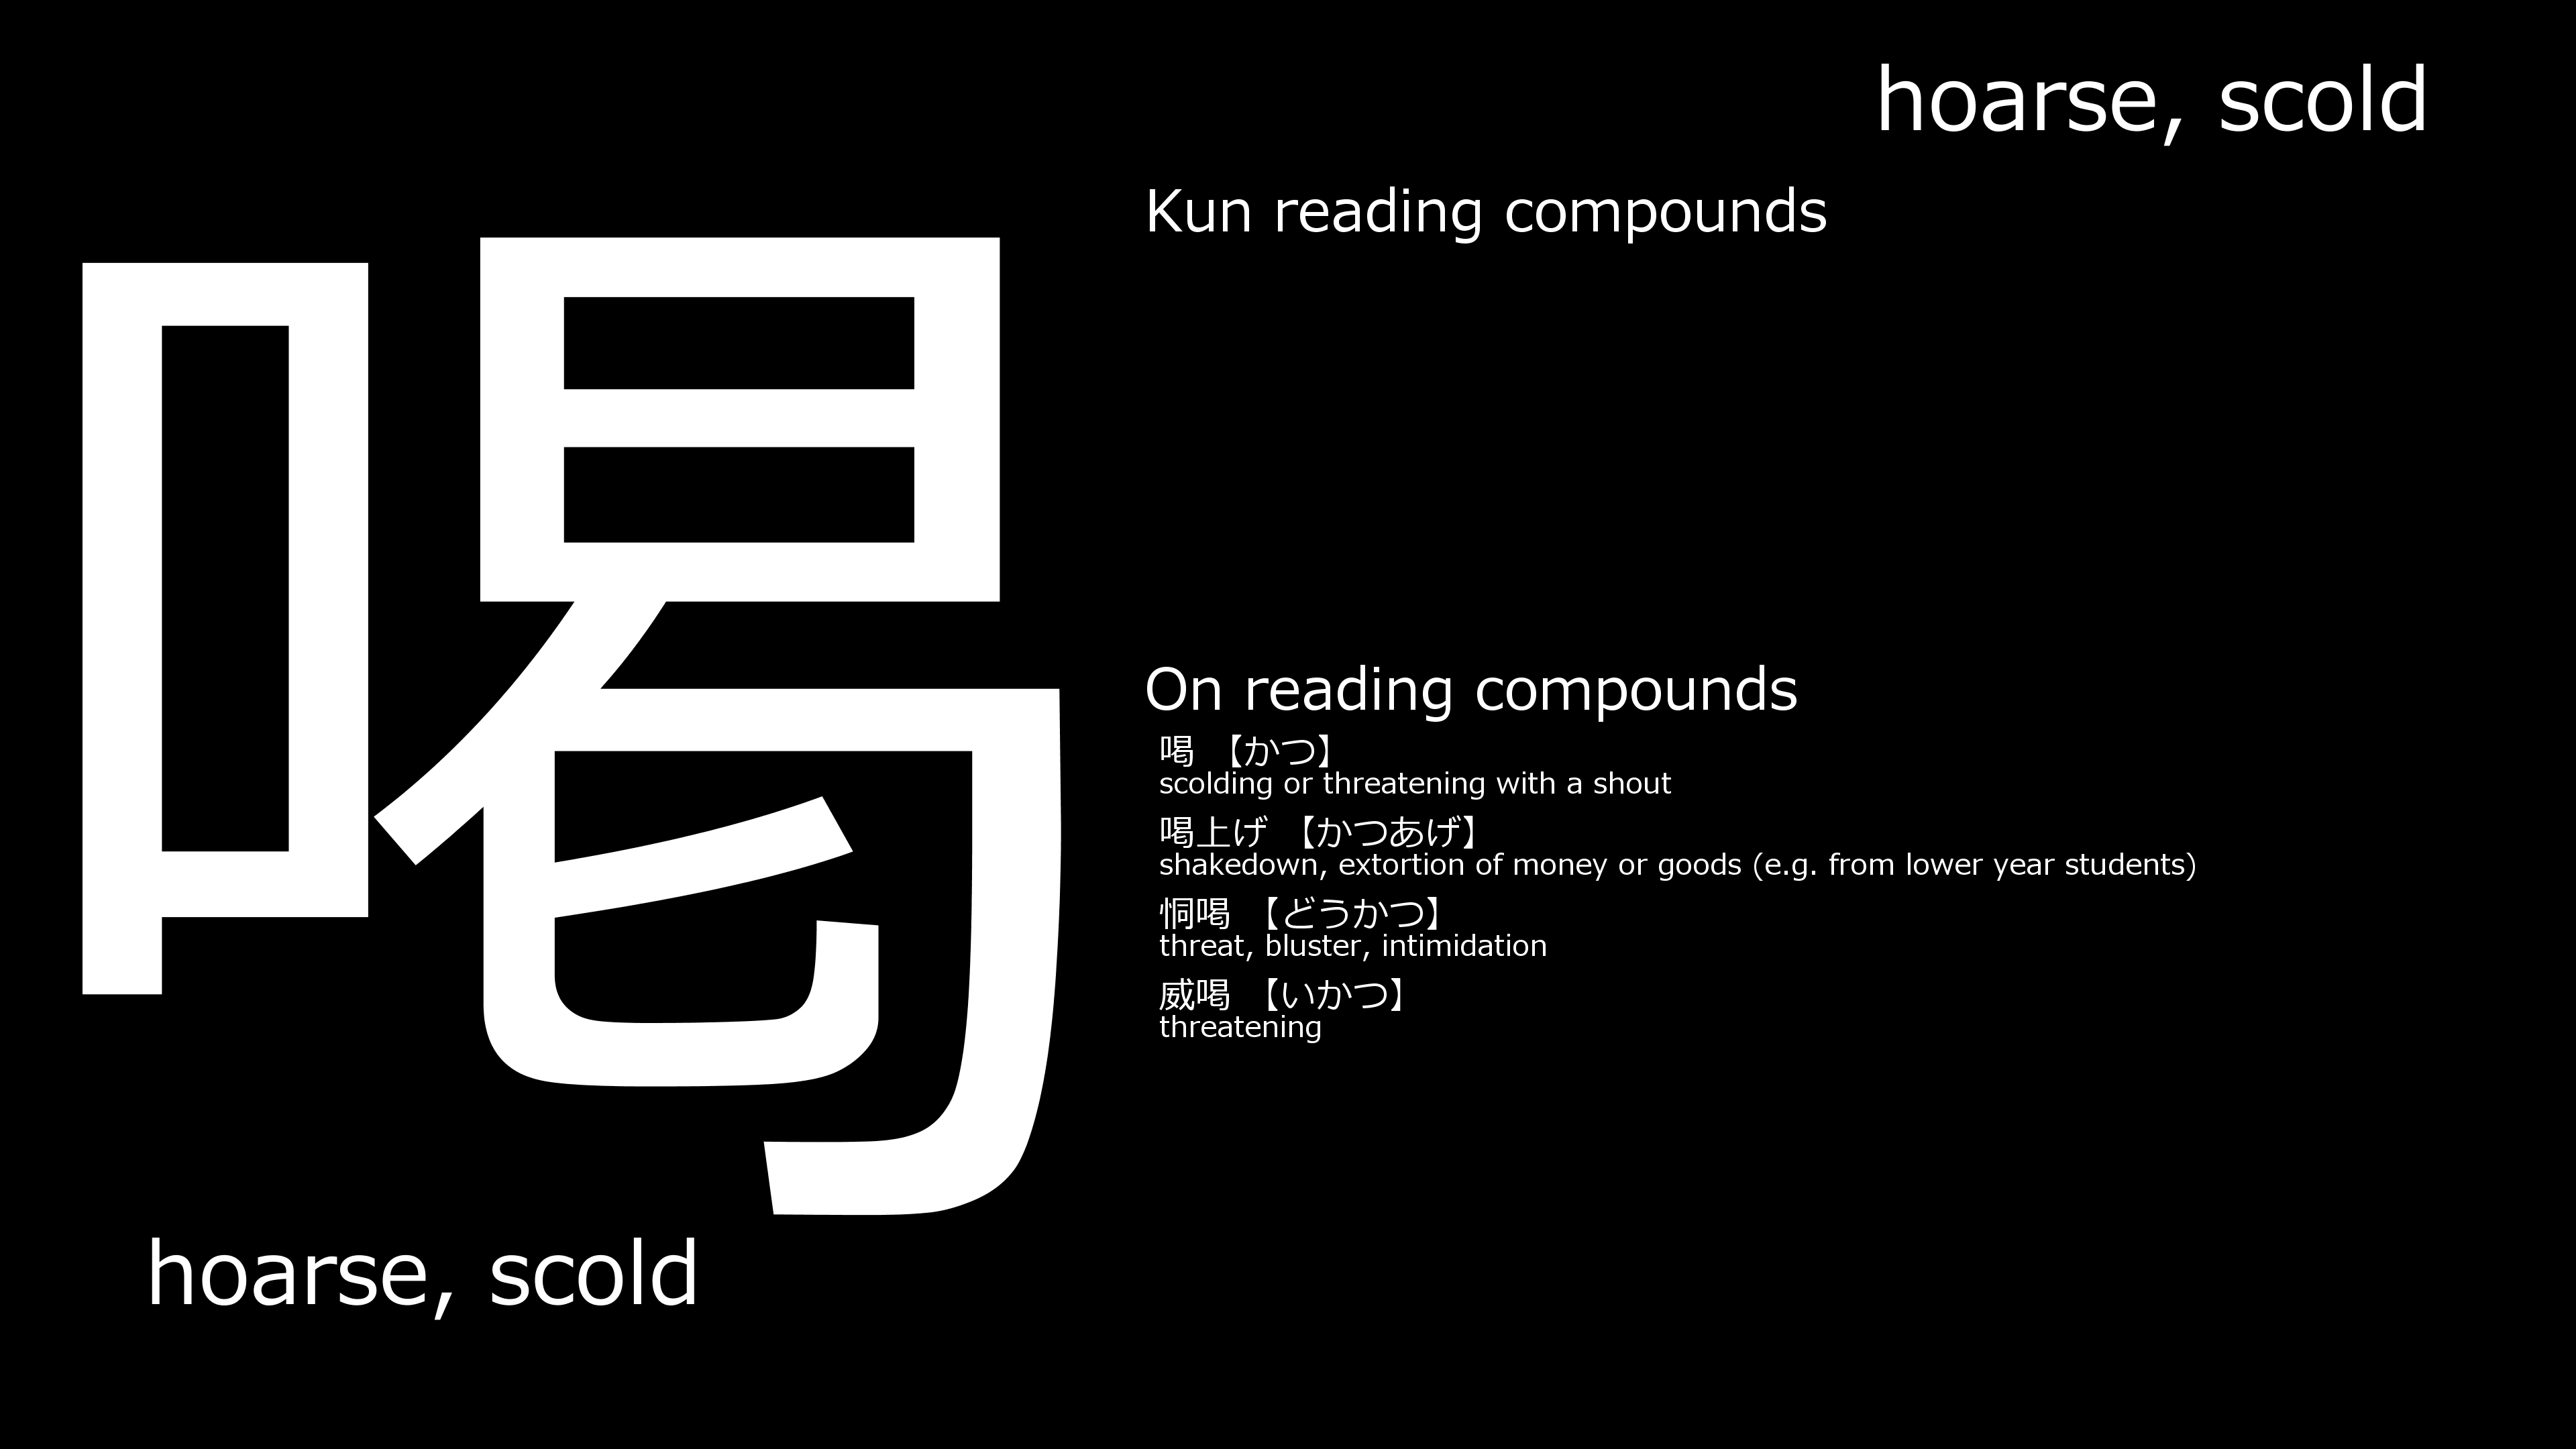 喝
hoarse, scold
hoarse, scold
Kun reading compounds
On reading compounds
喝 【かつ】
scolding or threatening with a shout
喝上げ 【かつあげ】
shakedown, extortion of money or goods (e.g. from lower year students)
恫喝 【どうかつ】
threat, bluster, intimidation
威喝 【いかつ】
threatening